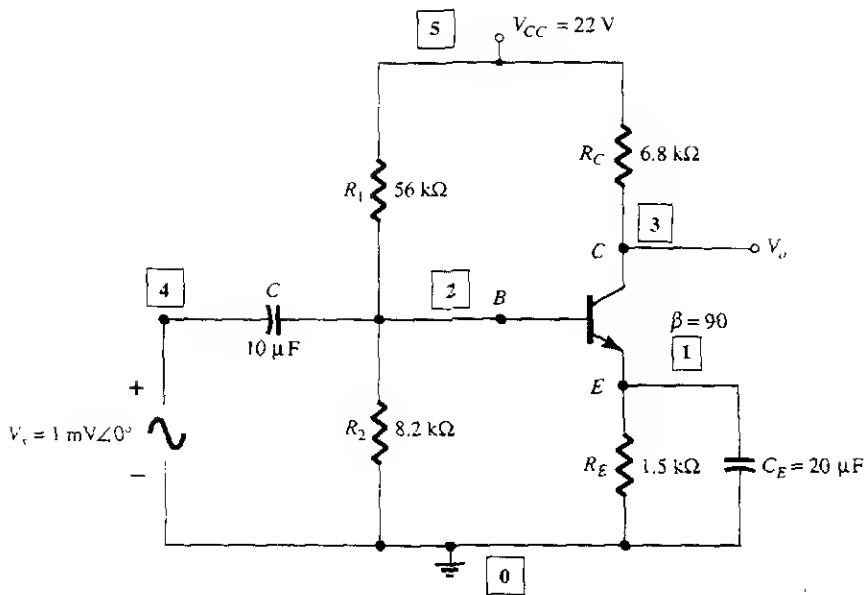 5
V_CC = 22 V
R_C 6.8 kΩ
R_1 56 kΩ
3
C
V_o
4
C
2
B
10 μF
β = 90
1
E
+
V_s = 1 mV∠0°
−
R_2 8.2 kΩ
R_E 1.5 kΩ
C_E = 20 μF
0